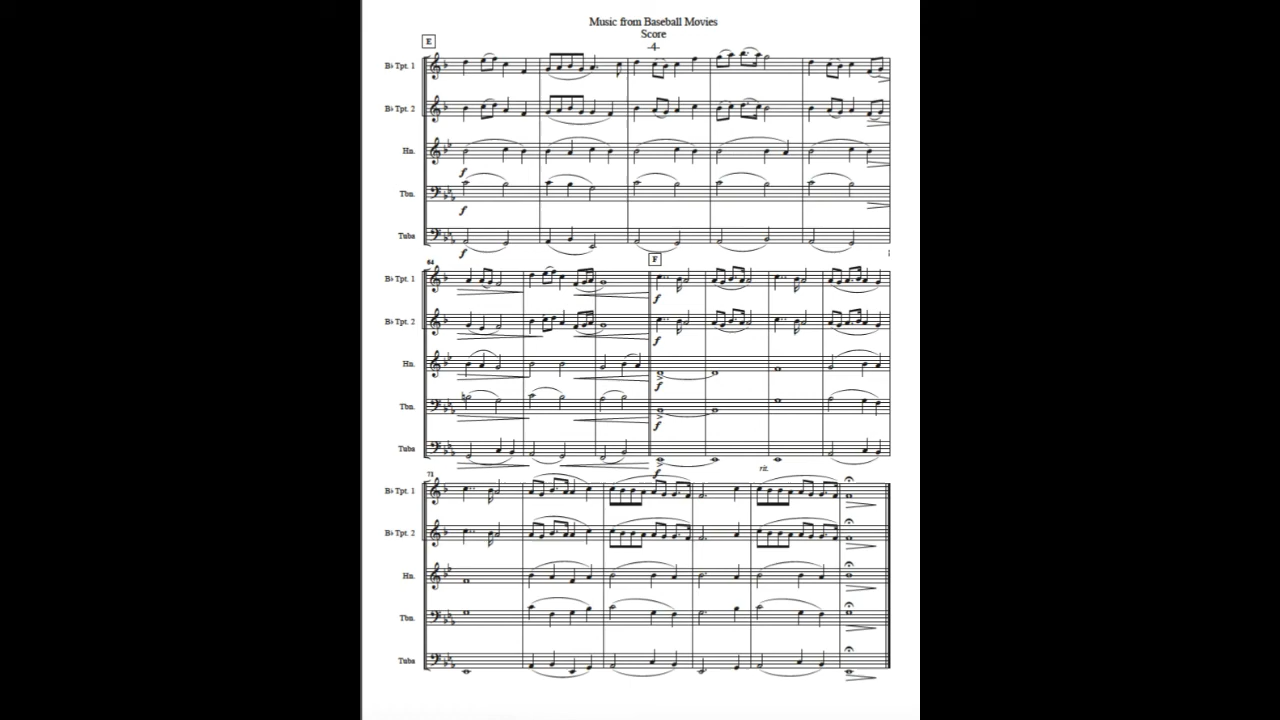 Music from Baseball Movies
Score
-4-
E
B♭ Tpt. 1
B♭ Tpt. 2
Hn.
f
Tbn.
f
Tuba
f
64
F
B♭ Tpt. 1
f
B♭ Tpt. 2
f
Hn.
f
Tbn.
f
Tuba
f
71
rit.
B♭ Tpt. 1
B♭ Tpt. 2
Hn.
Tbn.
Tuba